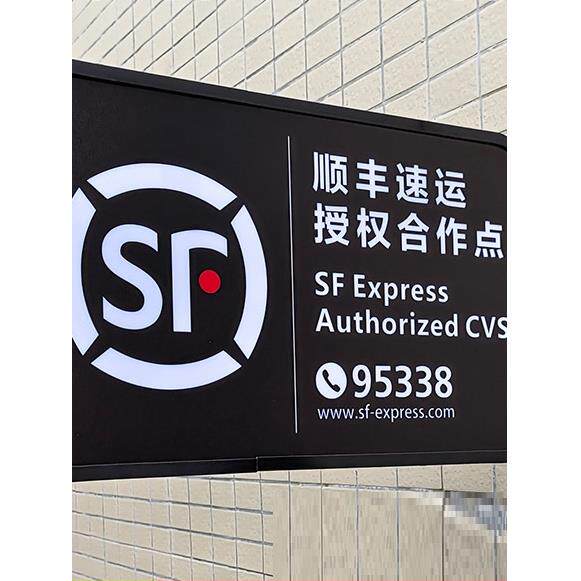 SF
顺丰速运
授权合作点
SF Express
Authorized CVS
95338
www.sf-express.com